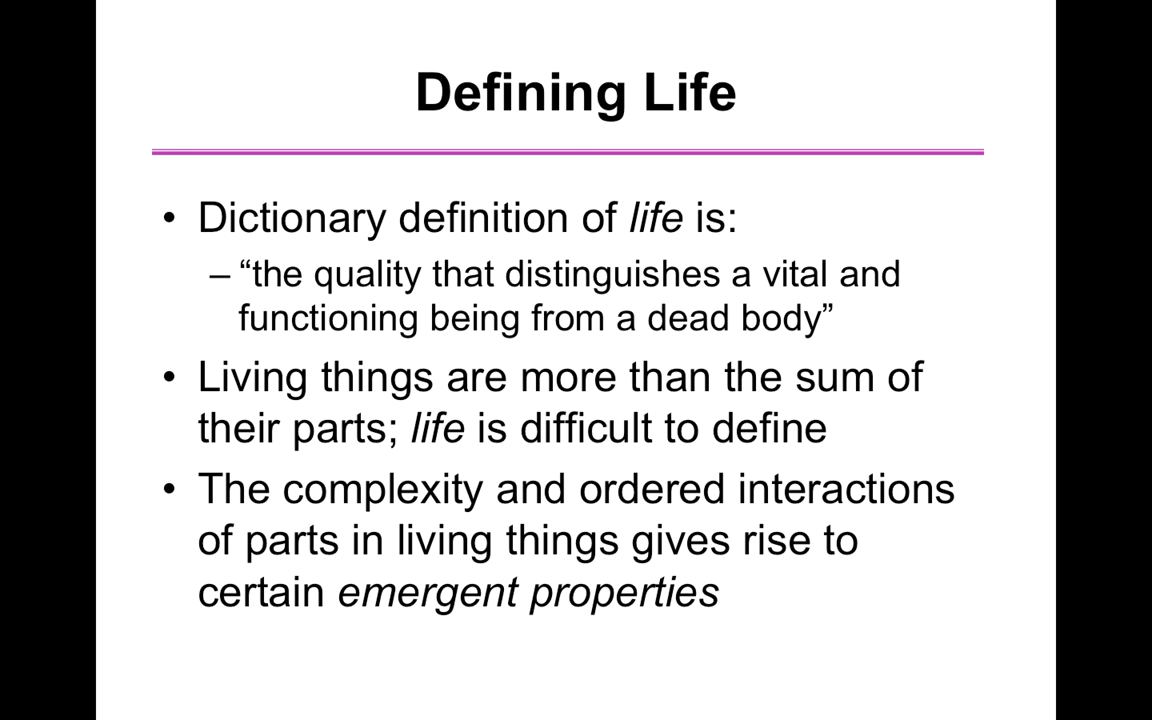 Defining Life
• Dictionary definition of life is:
– “the quality that distinguishes a vital and
functioning being from a dead body”
• Living things are more than the sum of
their parts; life is difficult to define
• The complexity and ordered interactions
of parts in living things gives rise to
certain emergent properties